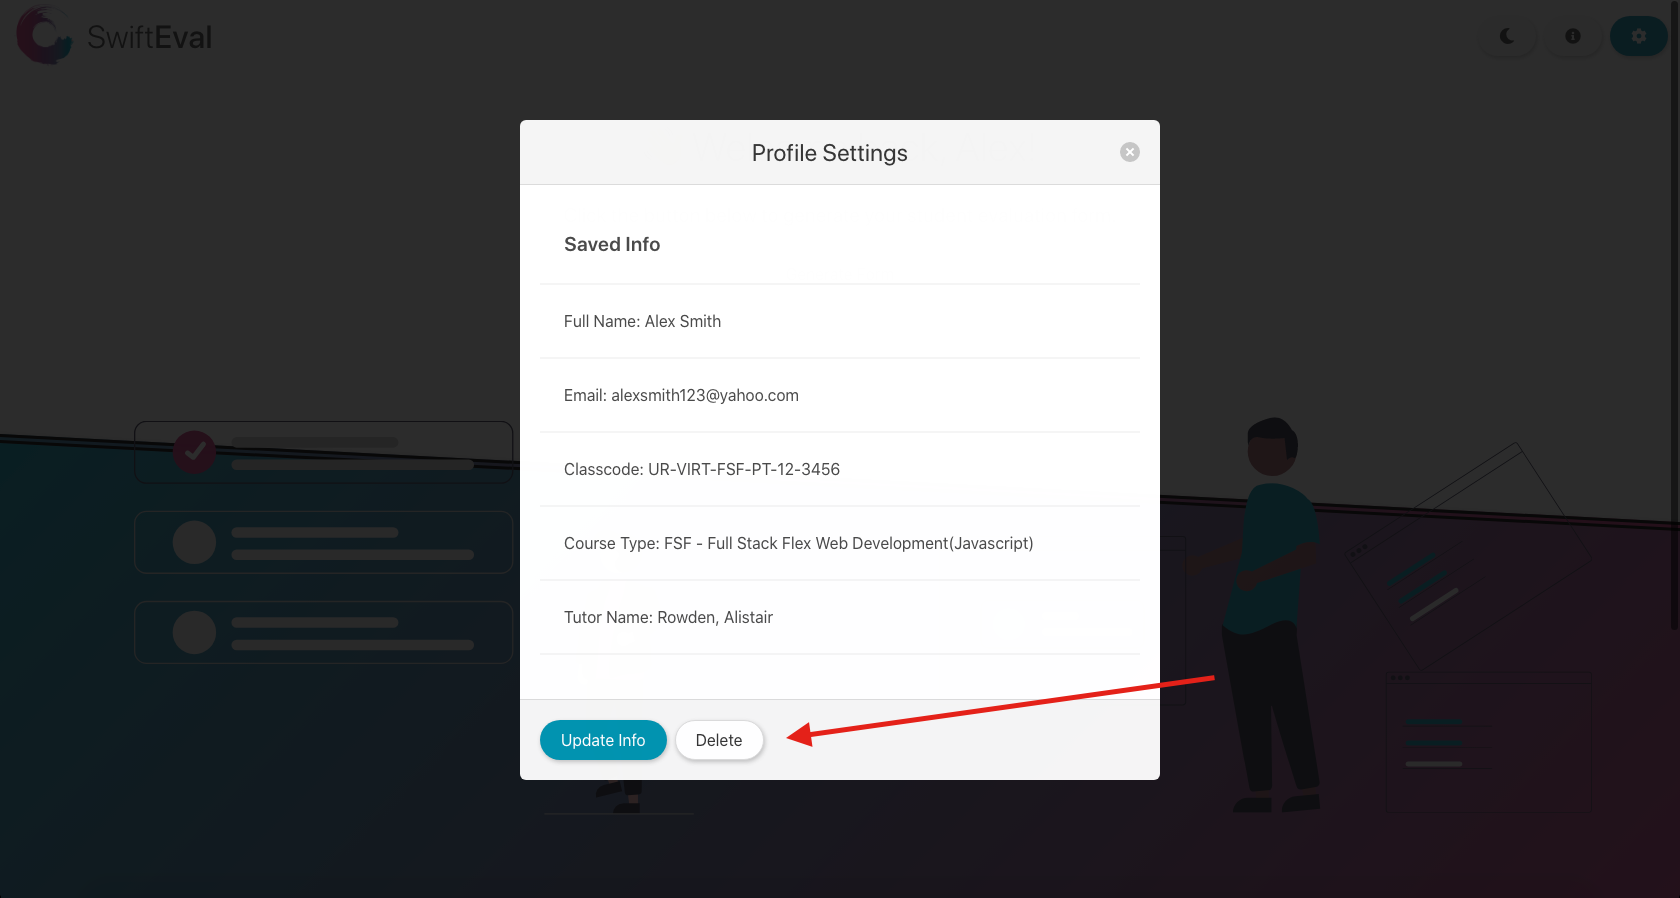 SwiftEval
Profile Settings
Saved Info
Full Name: Alex Smith
Email: alexsmith123@yahoo.com
Classcode: UR-VIRT-FSF-PT-12-3456
Course Type: FSF - Full Stack Flex Web Development(Javascript)
Tutor Name: Rowden, Alistair
Update Info
Delete